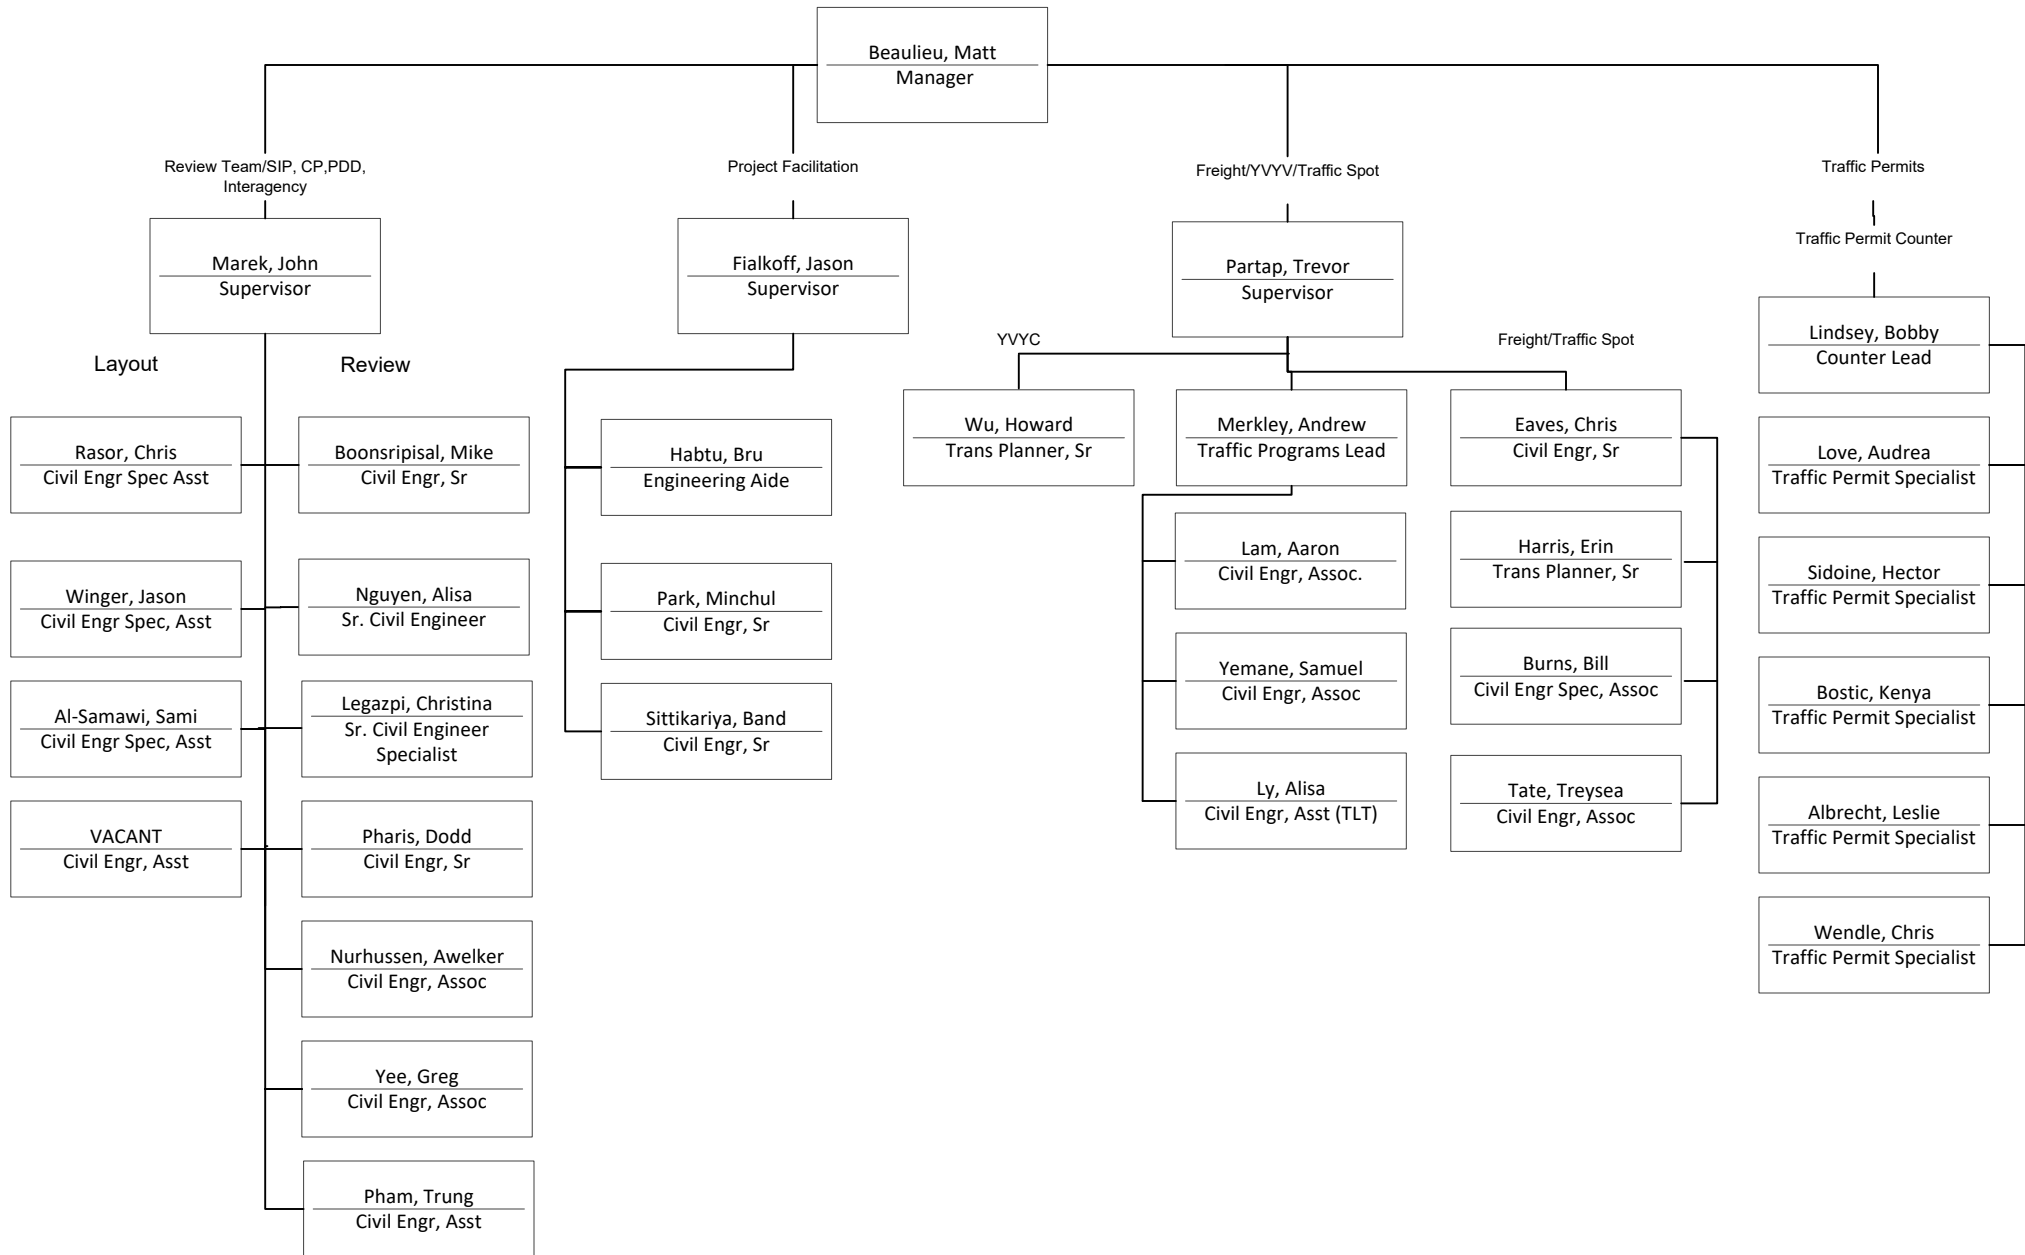 Beaulieu, Matt
Manager
Review Team/SIP, CP,PDD,
Interagency
Project Facilitation
Freight/YVYV/Traffic Spot
Traffic Permits
Traffic Permit Counter
Marek, John
Supervisor
Layout
Review
Rasor, Chris
Civil Engr Spec Asst
Winger, Jason
Civil Engr Spec, Asst
Al-Samawi, Sami
Civil Engr Spec, Asst
VACANT
Civil Engr, Asst
Boonsripisal, Mike
Civil Engr, Sr
Nguyen, Alisa
Sr. Civil Engineer
Legazpi, Christina
Sr. Civil Engineer
Specialist
Pharis, Dodd
Civil Engr, Sr
Nurhussen, Awelker
Civil Engr, Assoc
Yee, Greg
Civil Engr, Assoc
Pham, Trung
Civil Engr, Asst
Fialkoff, Jason
Supervisor
Habtu, Bru
Engineering Aide
Park, Minchul
Civil Engr, Sr
Sittikariya, Band
Civil Engr, Sr
Partap, Trevor
Supervisor
YVYC
Freight/Traffic Spot
Wu, Howard
Trans Planner, Sr
Merkley, Andrew
Traffic Programs Lead
Lam, Aaron
Civil Engr, Assoc.
Yemane, Samuel
Civil Engr, Assoc
Ly, Alisa
Civil Engr, Asst (TLT)
Eaves, Chris
Civil Engr, Sr
Harris, Erin
Trans Planner, Sr
Burns, Bill
Civil Engr Spec, Assoc
Tate, Treysea
Civil Engr, Assoc
Lindsey, Bobby
Counter Lead
Love, Audrea
Traffic Permit Specialist
Sidoine, Hector
Traffic Permit Specialist
Bostic, Kenya
Traffic Permit Specialist
Albrecht, Leslie
Traffic Permit Specialist
Wendle, Chris
Traffic Permit Specialist